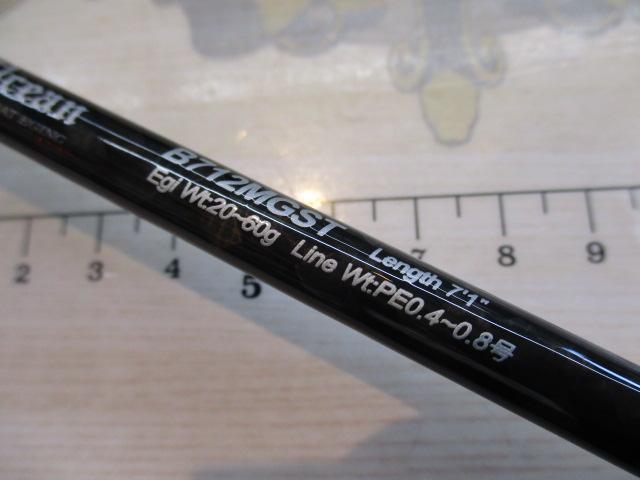 EGING
B712MGST Length 7'1"
Egi Wt:20~60g Line Wt:PE0.4~0.8号
2 3 5 7 8 9